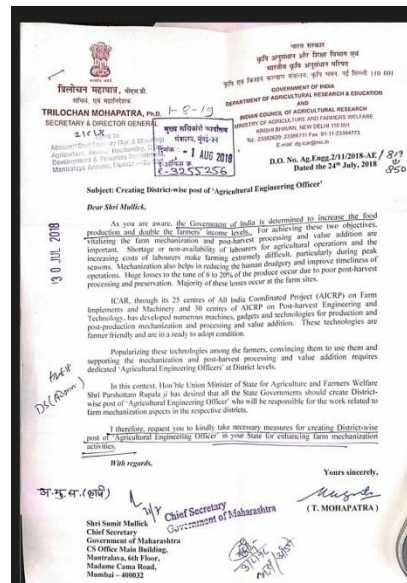 त्रिलोचन महापात्र, पीएच.डी.
सचिव, एवं महानिदेशक
TRILOCHAN MOHAPATRA, Ph.D.
SECRETARY & DIRECTOR GENERAL
1-8-19
भारत सरकार
कृषि अनुसंधान और शिक्षा विभाग एवं
भारतीय कृषि अनुसंधान परिषद
कृषि एवं किसान कल्याण मंत्रालय, कृषि भवन, नई दिल्ली 110 001
GOVERNMENT OF INDIA
DEPARTMENT OF AGRICULTURAL RESEARCH & EDUCATION
AND
INDIAN COUNCIL OF AGRICULTURAL RESEARCH
MINISTRY OF AGRICULTURE AND FARMERS WELFARE
KRISHI BHAVAN, NEW DELHI 110 001
Tel.: 23382629; 23386711 Fax: 91-11-23384773
E-mail: dg.icar@nic.in
मुख्य सचिवांचे कार्यालय
मंत्रालय, मुंबई-३२
- 1 AUG 2018
3255256
D.O. No. Ag.Engg.2/11/2018-AE / 819
850
Dated the 24th July, 2018
Subject: Creating District-wise post of 'Agricultural Engineering Officer'
Dear Shri Mullick,
As you are aware, the Government of India is determined to increase the food
production and double the farmers' income levels. For achieving these two objectives,
vitalizing the farm mechanization and post-harvest processing and value addition are
important. Shortage or non-availability of labourers for agricultural operations and the
increasing costs of labourers make farming extremely difficult, particularly during peak
seasons. Mechanization also helps in reducing the human drudgery and improve timeliness of
operations. Huge losses to the tune of 6 to 20% of the produce occur due to poor post-harvest
processing and preservation. Majority of these losses occur at the farm sites.
30 JUL 2018
ICAR, through its 25 centres of All India Coordinated Project (AICRP) on Farm
Implements and Machinery and 30 centres of AICRP on Post-harvest Engineering and
Technology, has developed numerous machines, gadgets and technologies for production and
post-production mechanization and processing and value addition. These technologies are
farmer friendly and are in a ready to adopt condition.
Popularizing these technologies among the farmers, convincing them to use them and
supporting the mechanization and post-harvest processing and value addition requires
dedicated 'Agricultural Engineering Officers' at District levels.
In this context, Hon'ble Union Minister of State for Agriculture and Farmers Welfare
Shri Parshottam Rupala ji has desired that all the State Governments should create District-
wise post of 'Agricultural Engineering Officer' who will be responsible for the work related to
farm mechanization aspects in the respective districts.
I therefore, request you to kindly take necessary measures for creating District-wise
post of 'Agricultural Engineering Officer' in your State for enhancing farm mechanization
activities.
With regards,
Yours sincerely,
(T. MOHAPATRA)
Chief Secretary
Government of Maharashtra
Shri Sumit Mullick
Chief Secretary
Government of Maharashtra
CS Office Main Building,
Mantralaya, 6th Floor,
Madame Cama Road,
Mumbai – 400032